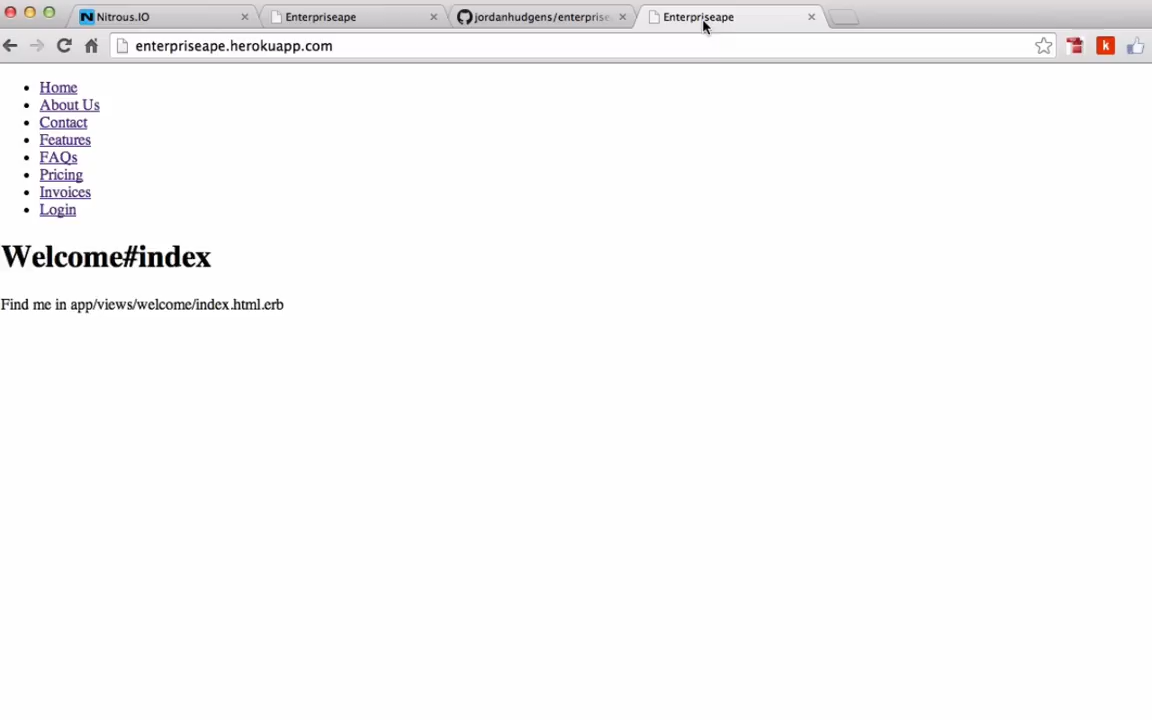 Nitrous.IO
Enterpriseape
jordanhudgens/enterprise
Enterpriseape
enterpriseape.herokuapp.com
k
Home
About Us
Contact
Features
FAQs
Pricing
Invoices
Login
Welcome#index
Find me in app/views/welcome/index.html.erb